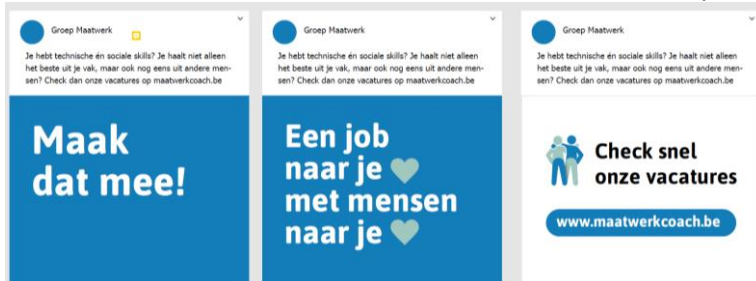 Groep Maatwerk
Je hebt technische én sociale skills? Je haalt niet alleen
het beste uit je vak, maar ook nog eens uit andere men-
sen? Check dan onze vacatures op maatwerkcoach.be
Maak
dat mee!
Groep Maatwerk
Je hebt technische én sociale skills? Je haalt niet alleen
het beste uit je vak, maar ook nog eens uit andere men-
sen? Check dan onze vacatures op maatwerkcoach.be
Een job
naar je
met mensen
naar je
Groep Maatwerk
Je hebt technische én sociale skills? Je haalt niet alleen
het beste uit je vak, maar ook nog eens uit andere men-
sen? Check dan onze vacatures op maatwerkcoach.be
Check snel
onze vacatures
www.maatwerkcoach.be